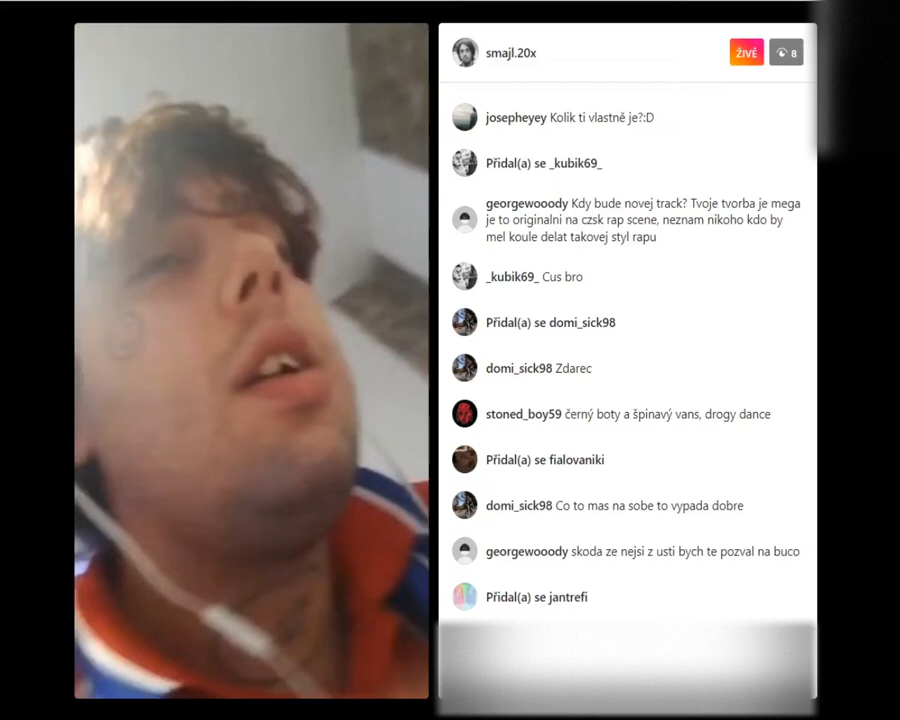 smajl.20x
ŽIVĚ
8
josepheyey Kolik ti vlastně je?:D
Přidal(a) se _kubik69_
georgewooody Kdy bude novej track? Tvoje tvorba je mega
je to originalni na czsk rap scene, neznam nikoho kdo by
mel koule delat takovej styl rapu
_kubik69_ Cus bro
Přidal(a) se domi_sick98
domi_sick98 Zdarec
stoned_boy59 černý boty a špinavý vans, drogy dance
Přidal(a) se fialovaniki
domi_sick98 Co to mas na sobe to vypada dobre
georgewooody skoda ze nejsi z usti bych te pozval na buco
Přidal(a) se jantrefi